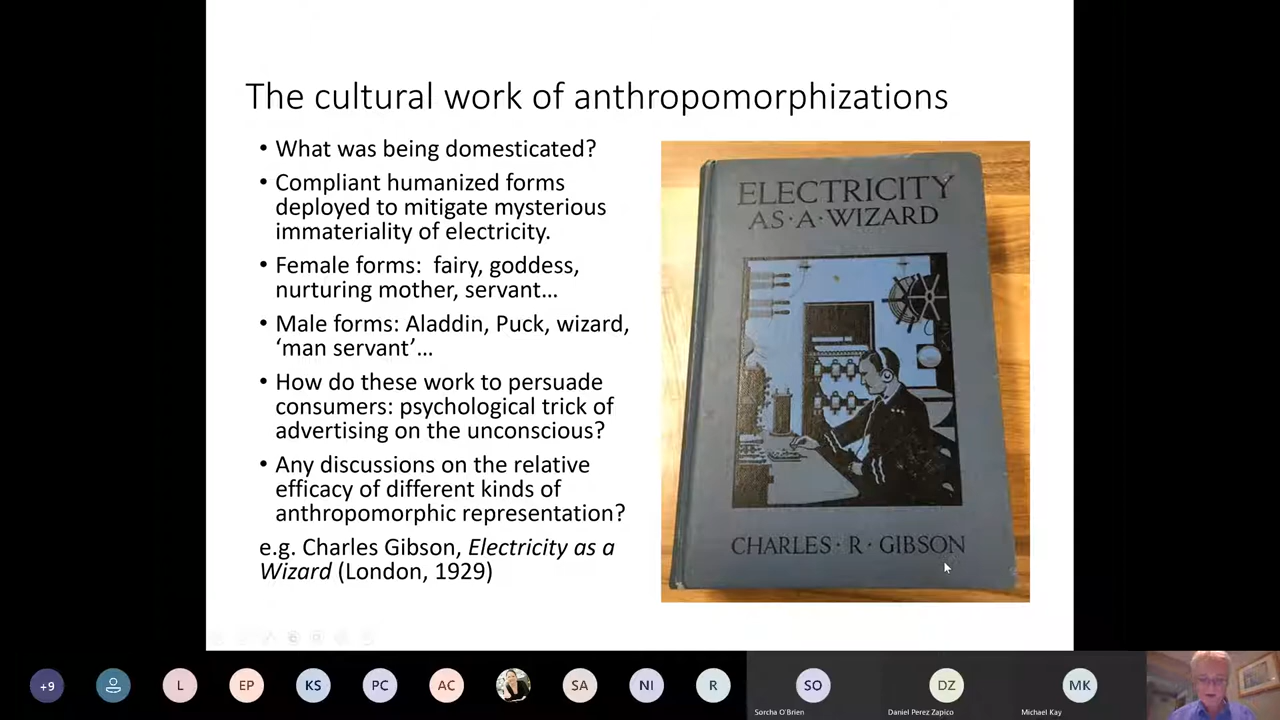 The cultural work of anthropomorphizations
• What was being domesticated?
• Compliant humanized forms
deployed to mitigate mysterious
immateriality of electricity.
• Female forms:  fairy, goddess,
nurturing mother, servant…
• Male forms: Aladdin, Puck, wizard,
‘man servant’…
• How do these work to persuade
consumers: psychological trick of
advertising on the unconscious?
• Any discussions on the relative
efficacy of different kinds of
anthropomorphic representation?
e.g. Charles Gibson, Electricity as a
Wizard (London, 1929)
ELECTRICITY
AS·A·WIZARD
CHARLES·R·GIBSON
+9
L
EP
KS
PC
AC
SA
NI
R
SO
DZ
MK
Sorcha O'Brien
Daniel Perez Zapico
Michael Kay